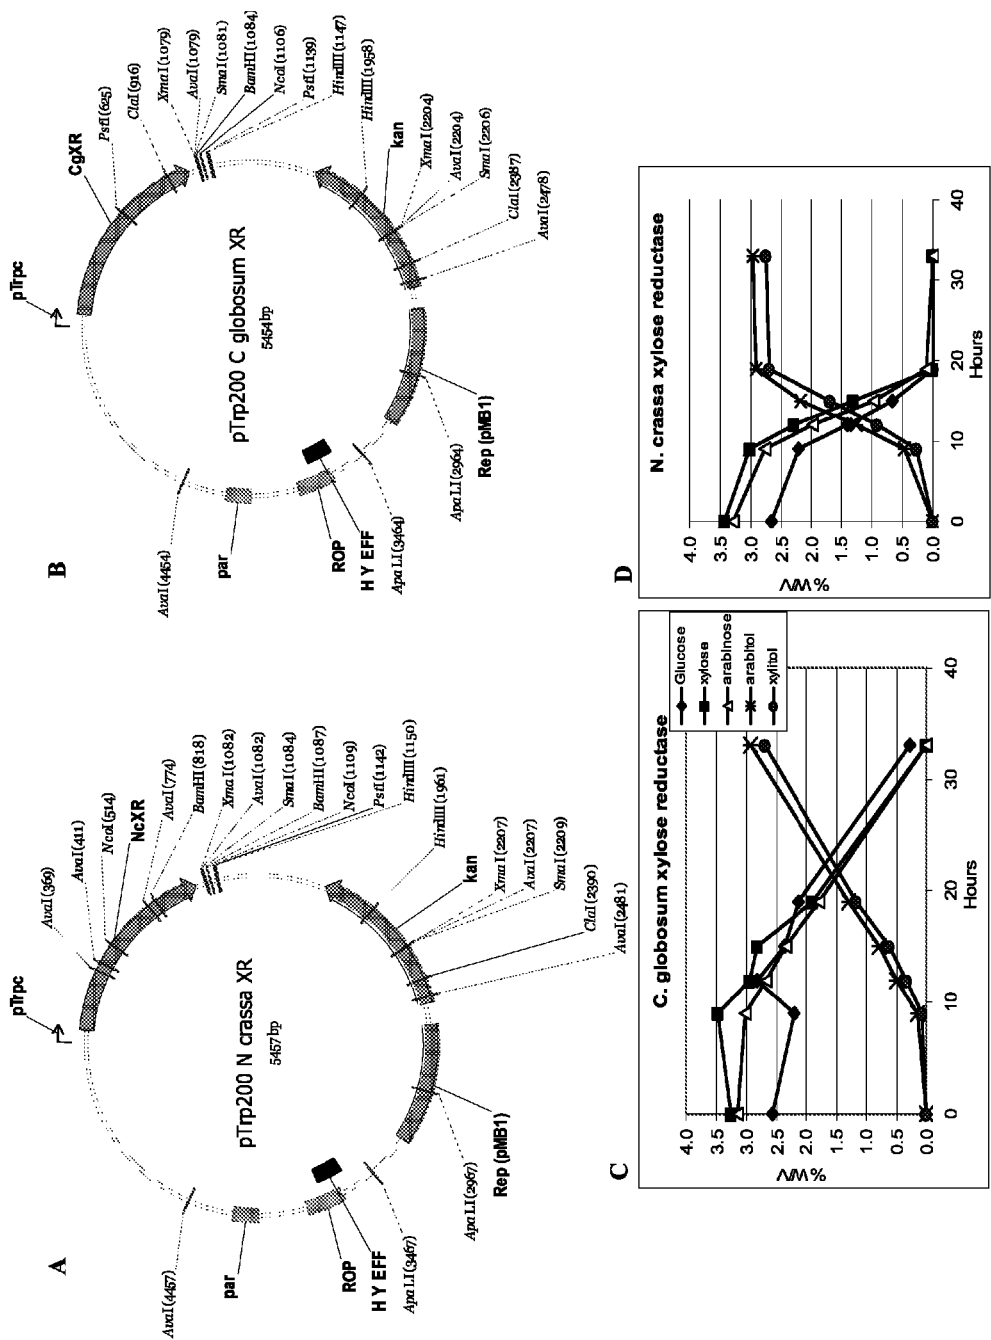 A
pTrpc
AvaI(369)
AvaI(411)
NcoI(514)
NcXR
AvaI(774)
BamHI(818)
XmaI(1082)
AvaI(1082)
SmaI(1084)
BamHI(1087)
NcoI(1109)
PstI(1142)
HindIII(1150)
HindIII(1961)
kan
XmaI(2207)
AvaI(2207)
SmaI(2209)
ClaI(2390)
AvaI(2481)
pTrp200 N crassa XR
5457bp
Rep (pMB1)
ApaLI(2967)
ApaLI(3467)
H Y EFF
ROP
par
AvaI(4457)
B
pTrpc
CgXR
PstI(625)
ClaI(916)
XmaI(1079)
AvaI(1079)
SmaI(1081)
BamHI(1084)
NcoI(1106)
PstI(1139)
HindIII(1147)
HindIII(1958)
kan
XmaI(2204)
AvaI(2204)
SmaI(2206)
ClaI(2387)
AvaI(2478)
pTrp200 C globosum XR
5454bp
Rep (pMB1)
ApaLI(2964)
ApaLI(3464)
H Y EFF
ROP
par
AvaI(4454)
C
C. globosum xylose reductase
Glucose
xylose
arabinose
arabitol
xylitol
% W/V
4.0
3.5
3.0
2.5
2.0
1.5
1.0
0.5
0.0
0 10 20 30 40
Hours
D
N. crassa xylose reductase
% W/V
4.0
3.5
3.0
2.5
2.0
1.5
1.0
0.5
0.0
0 10 20 30 40
Hours